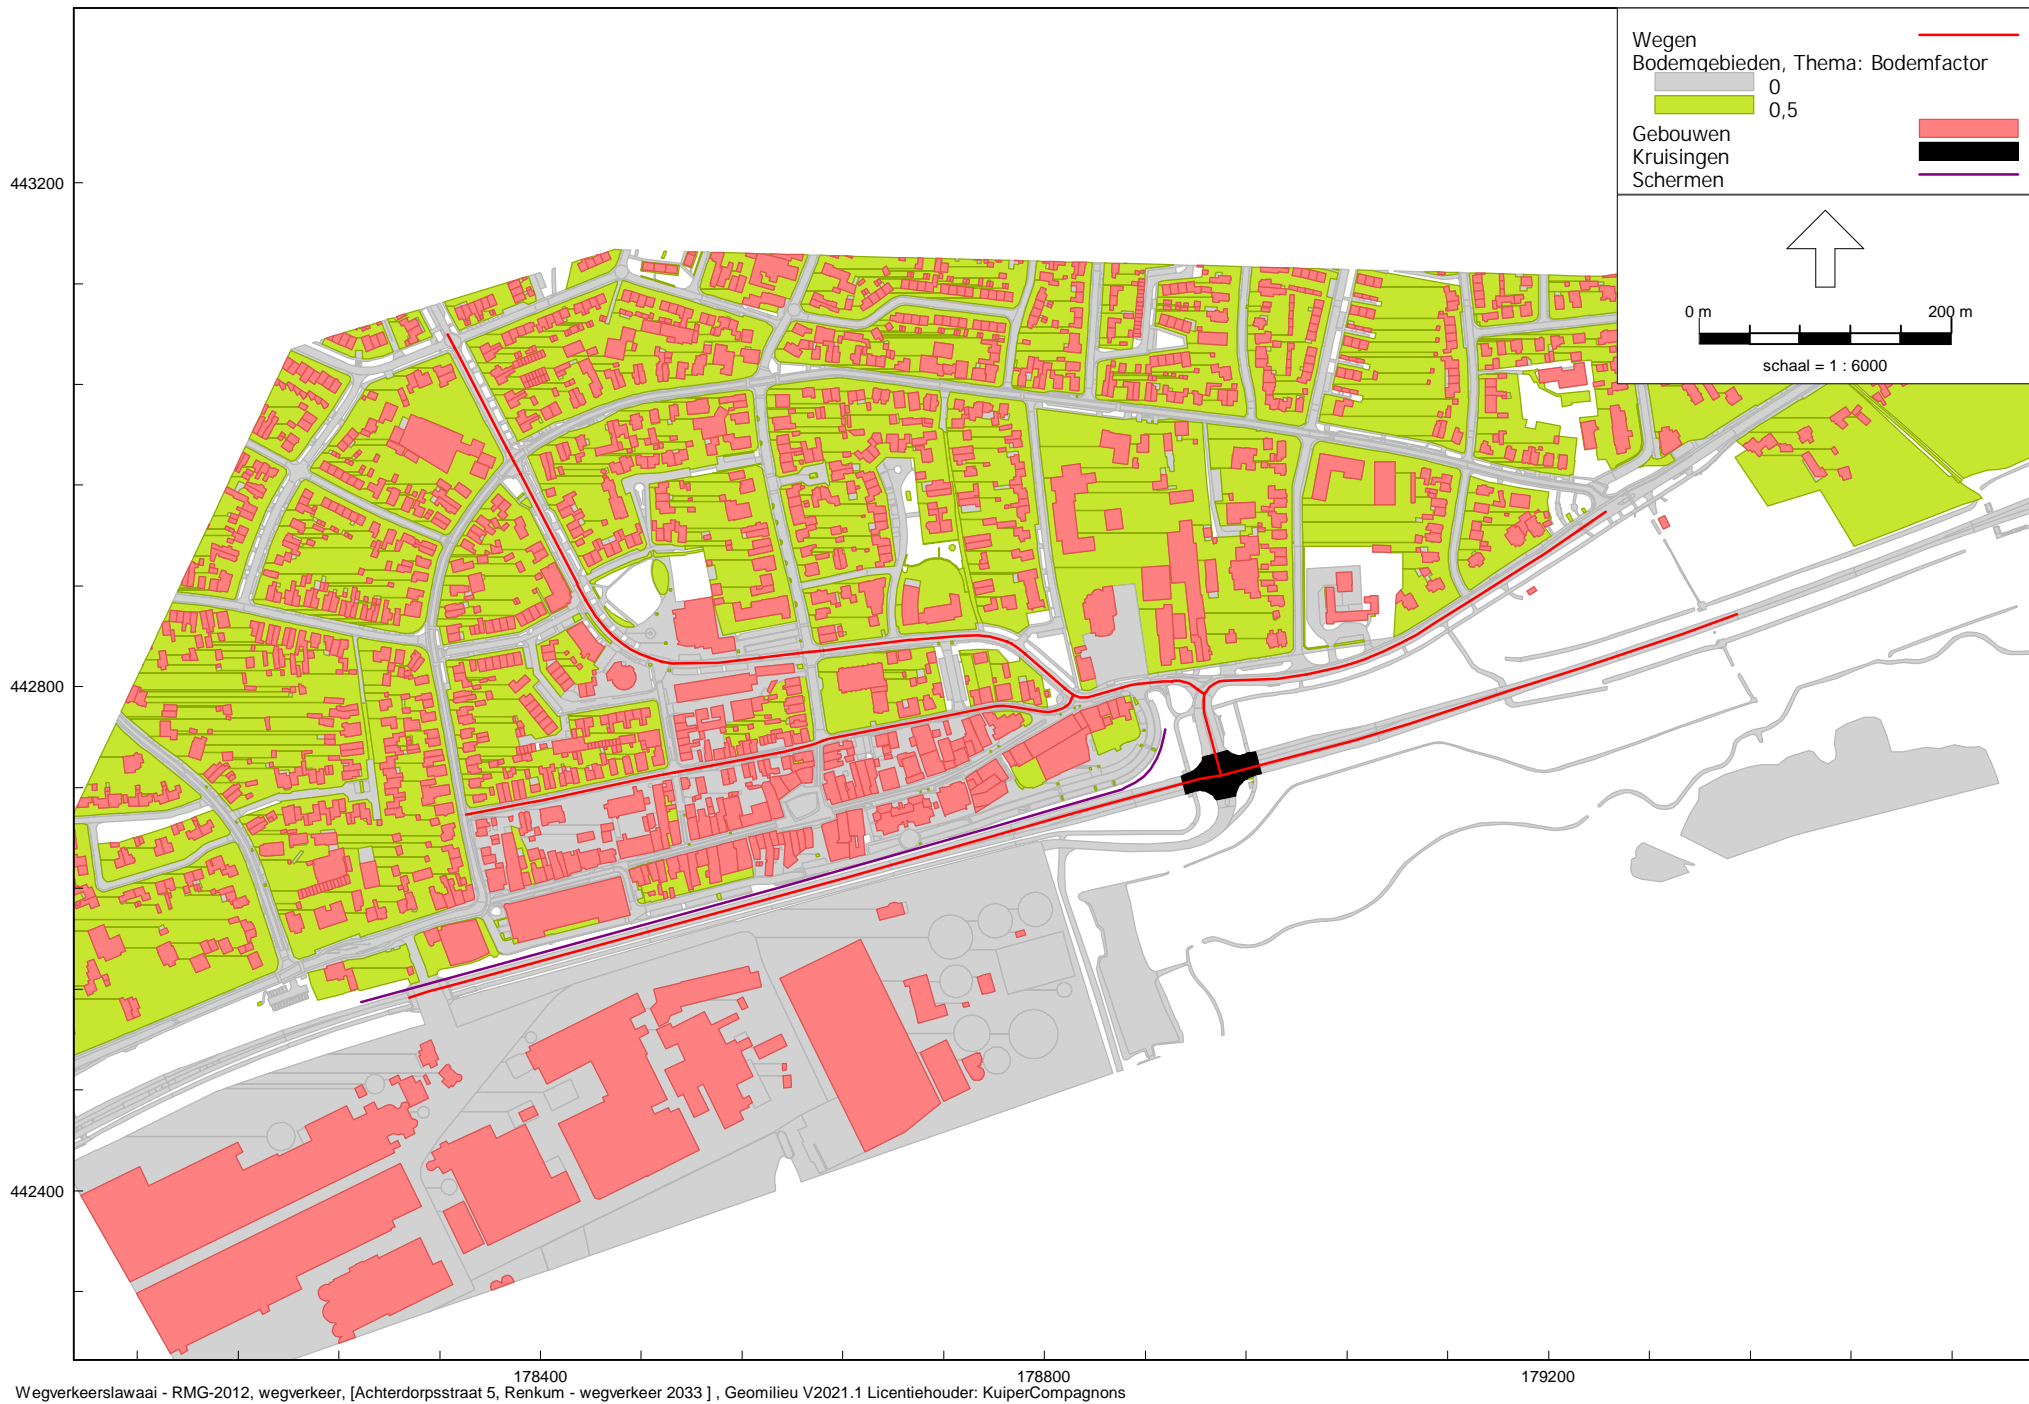 Wegen
Bodemgebieden, Thema: Bodemfactor
0
0,5
Gebouwen
Kruisingen
Schermen
0 m 200 m
schaal = 1 : 6000
443200
442800
442400
178400 178800 179200
Wegverkeerslawaai - RMG-2012, wegverkeer, [Achterdorpsstraat 5, Renkum - wegverkeer 2033 ] , Geomilieu V2021.1 Licentiehouder: KuiperCompagnons